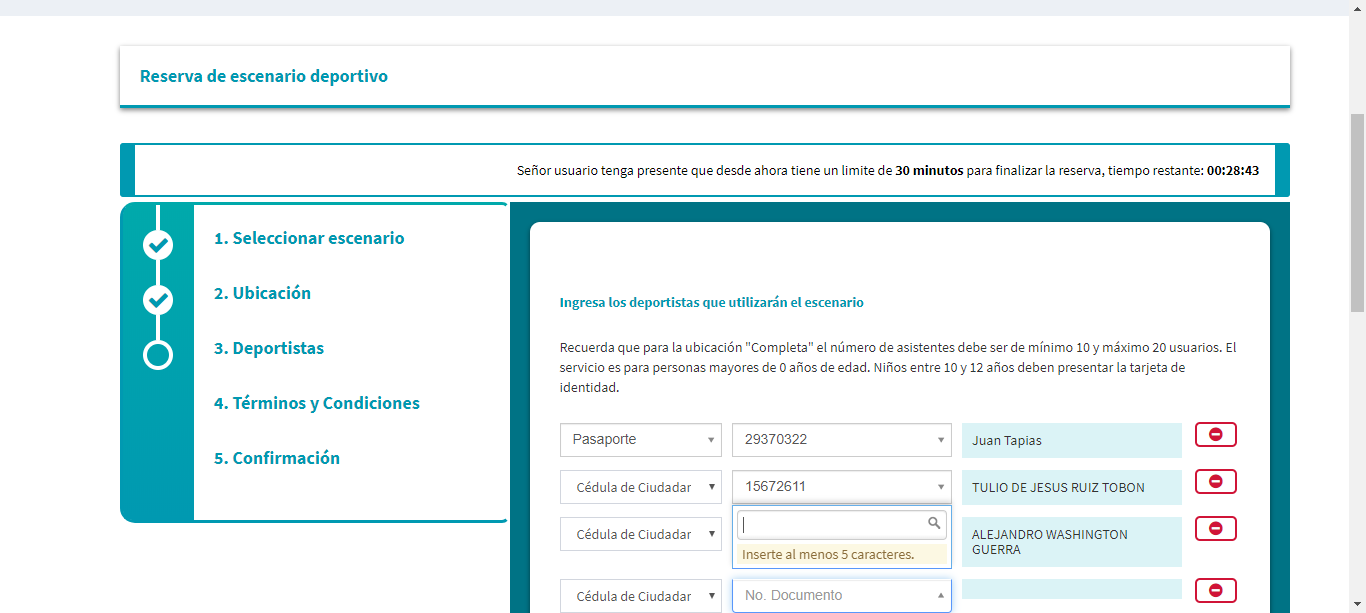 Reserva de escenario deportivo
Señor usuario tenga presente que desde ahora tiene un limite de 30 minutos para finalizar la reserva, tiempo restante: 00:28:43
1. Seleccionar escenario
2. Ubicación
3. Deportistas
4. Términos y Condiciones
5. Confirmación
Ingresa los deportistas que utilizarán el escenario
Recuerda que para la ubicación "Completa" el número de asistentes debe ser de mínimo 10 y máximo 20 usuarios. El
servicio es para personas mayores de 0 años de edad. Niños entre 10 y 12 años deben presentar la tarjeta de
identidad.
Pasaporte 29370322 Juan Tapias
Cédula de Ciudadar 15672611 TULIO DE JESUS RUIZ TOBON
Cédula de Ciudadar ALEJANDRO WASHINGTON
GUERRA
Inserte al menos 5 caracteres.
Cédula de Ciudadar No. Documento